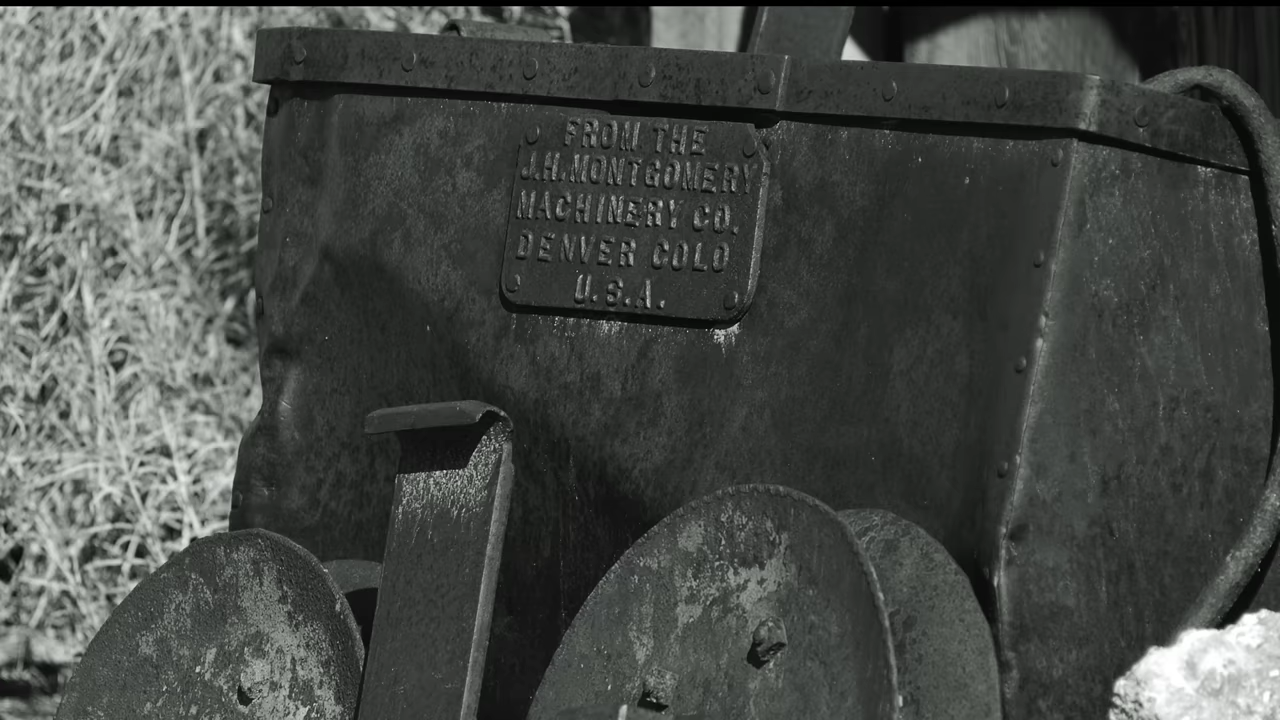 FROM THE
J.H.MONTGOMERY
MACHINERY CO.
DENVER COLO
U.S.A.